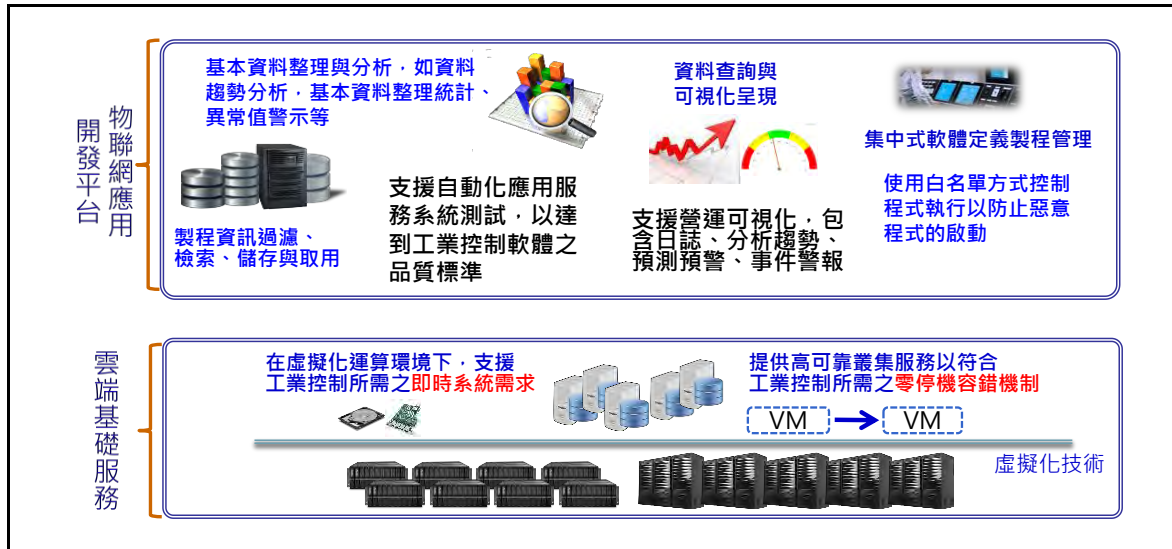 物聯網應用
開發平台
基本資料整理與分析，如資料
趨勢分析，基本資料整理統計、
異常值警示等
製程資訊過濾、
檢索、儲存與取用
支援自動化應用服
務系統測試，以達
到工業控制軟體之
品質標準
資料查詢與
可視化呈現
支援營運可視化，包
含日誌、分析趨勢、
預測預警、事件警報
集中式軟體定義製程管理
使用白名單方式控制
程式執行以防止惡意
程式的啟動
雲端基礎服務
在虛擬化運算環境下，支援
工業控制所需之即時系統需求
提供高可靠叢集服務以符合
工業控制所需之零停機容錯機制
VM
VM
虛擬化技術